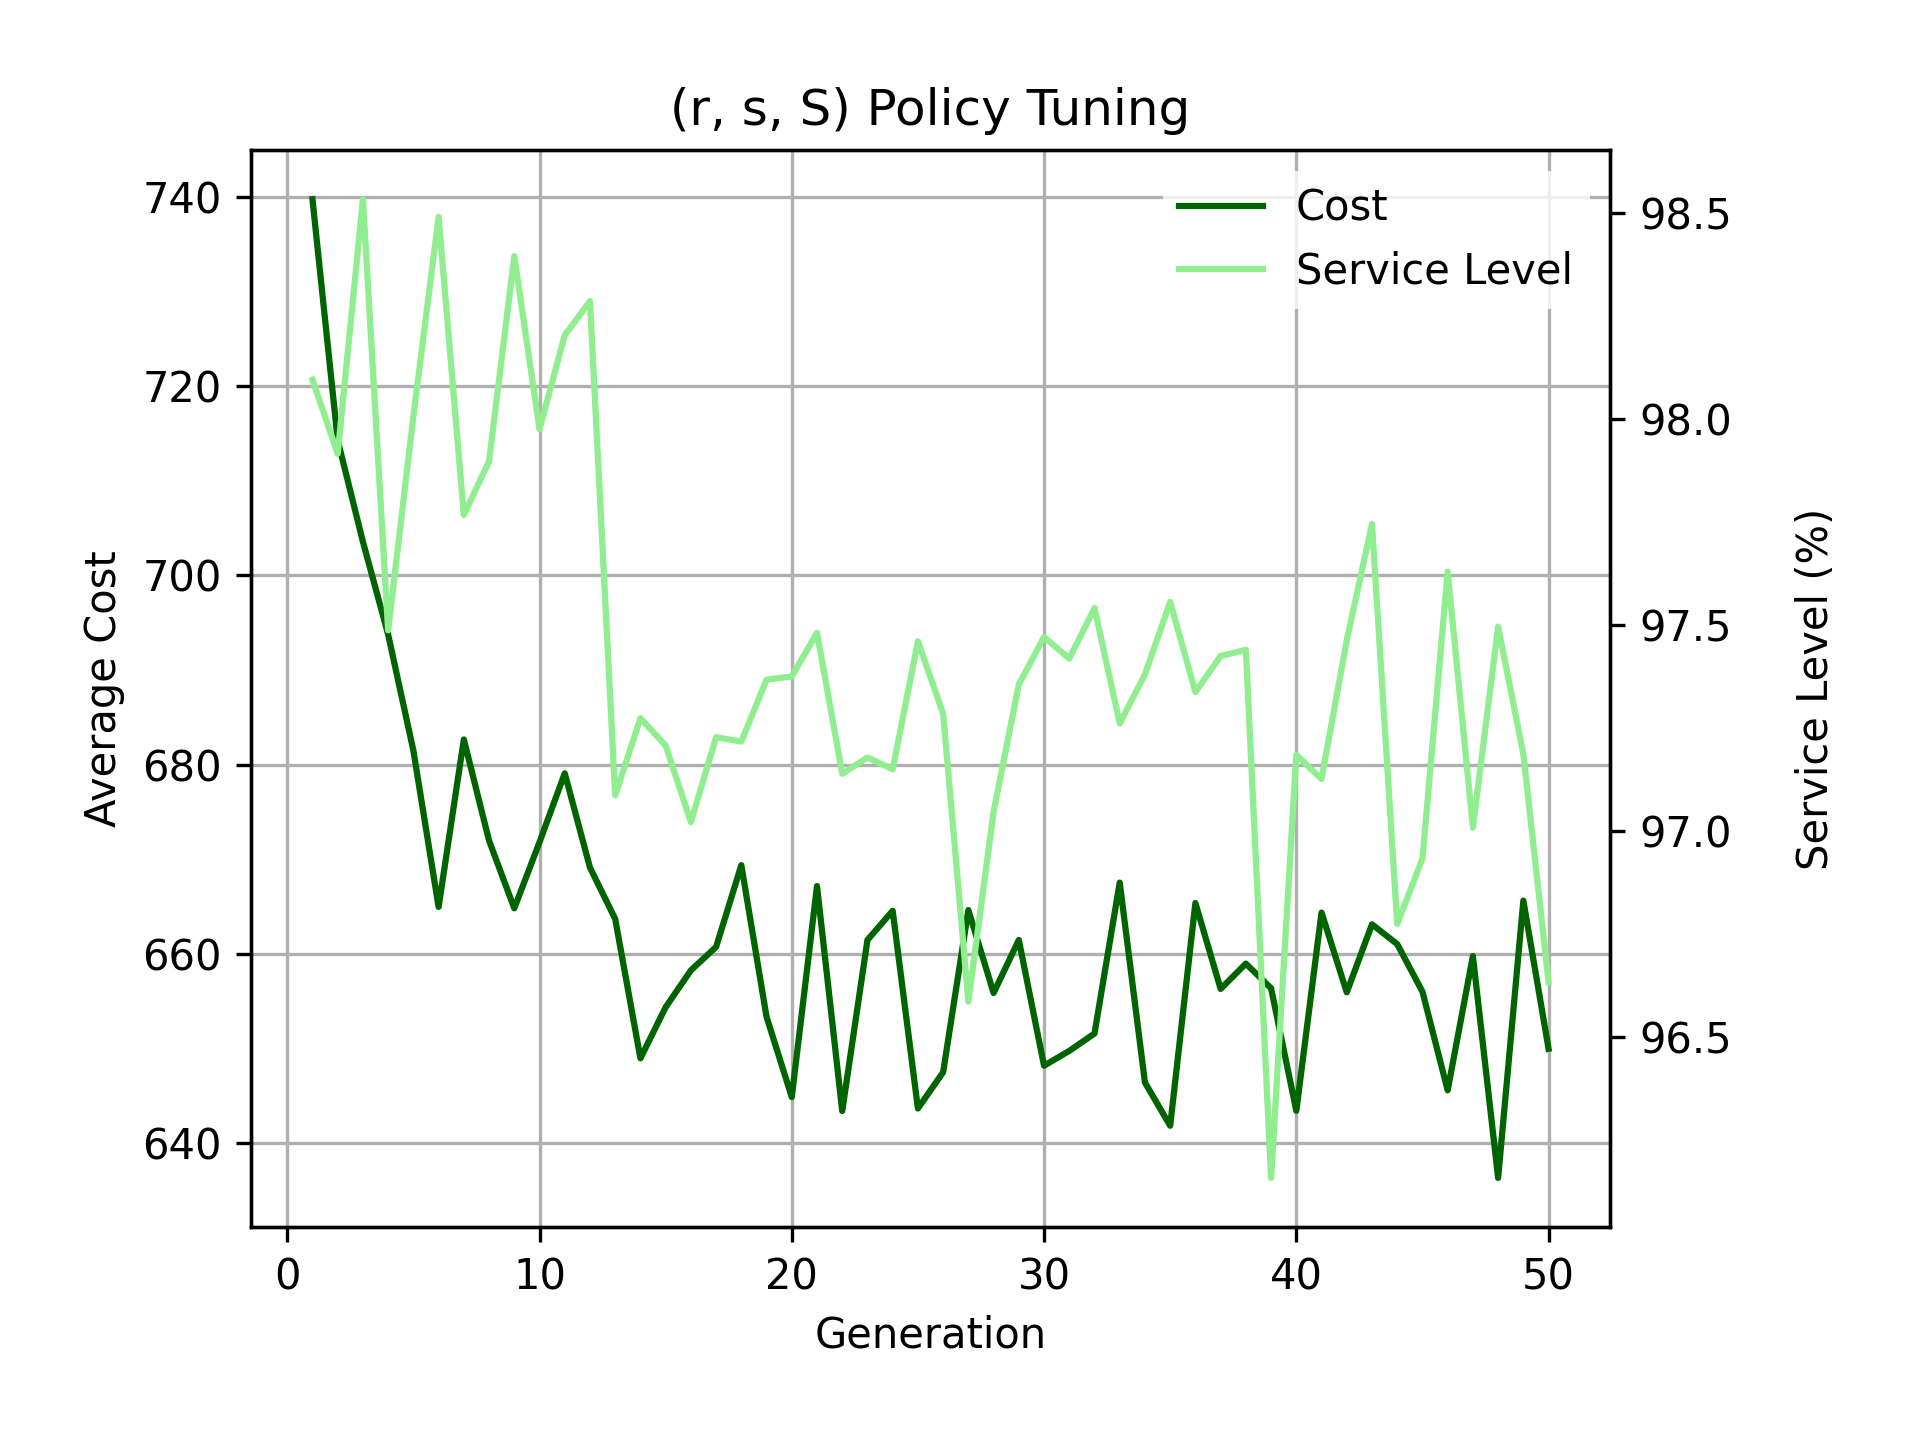 (r, s, S) Policy Tuning
Cost
Service Level
Average Cost
740
720
700
680
660
640
98.5
98.0
97.5
97.0
96.5
Service Level (%)
0 10 20 30 40 50
Generation